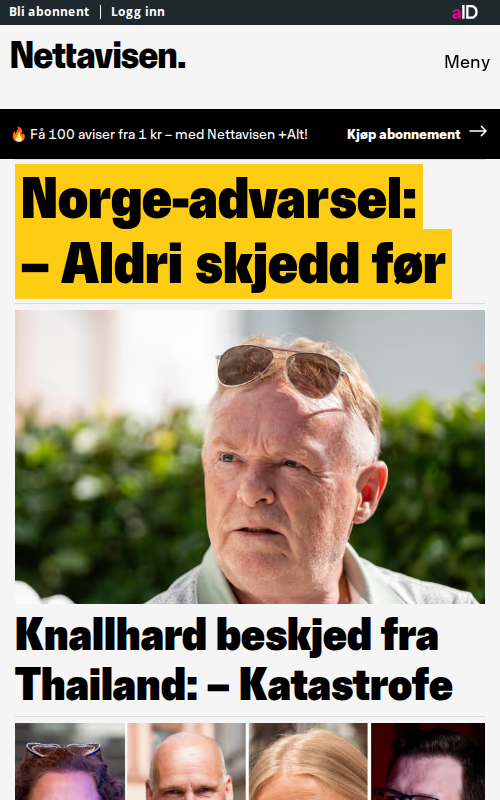 Bli abonnent | Logg inn
aID
Nettavisen.
Meny
🔥 Få 100 aviser fra 1 kr – med Nettavisen +Alt!
Kjøp abonnement →
Norge-advarsel:
– Aldri skjedd før
Knallhard beskjed fra
Thailand: – Katastrofe